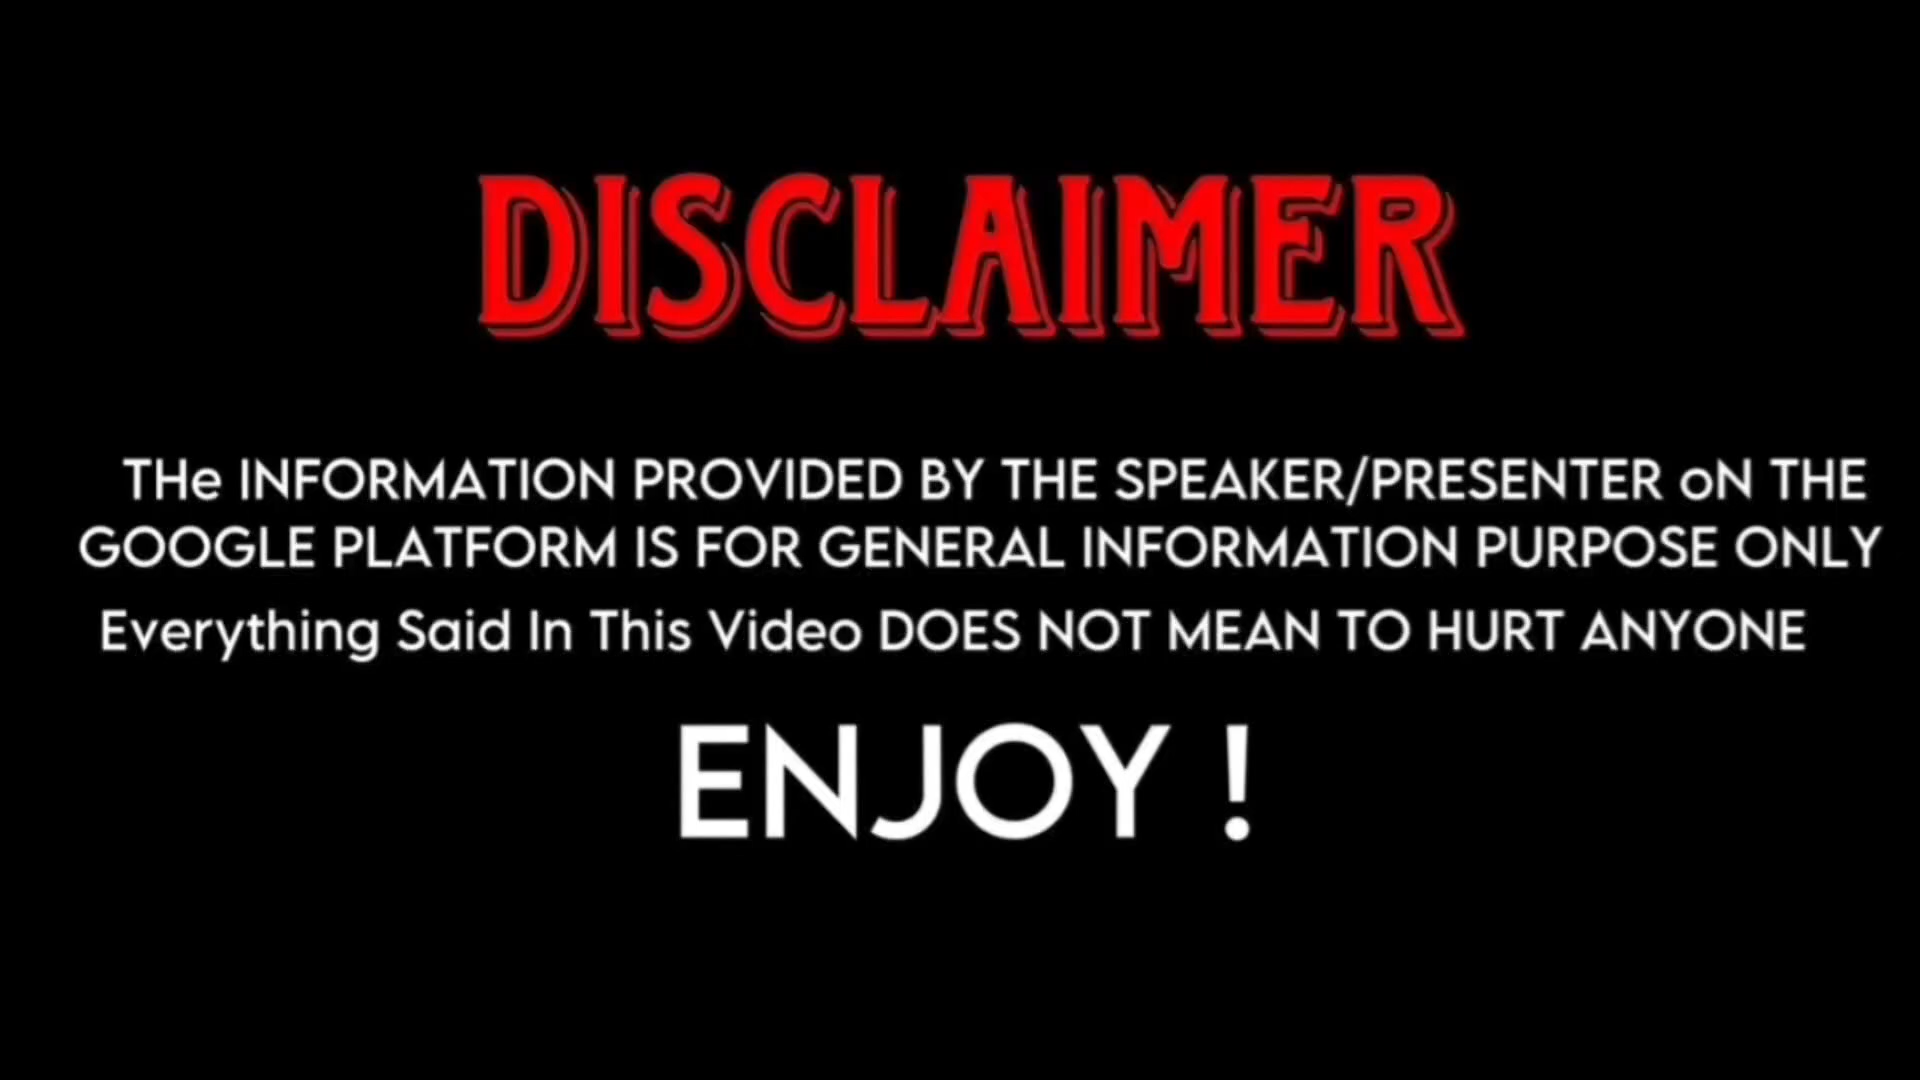 DISCLAIMER
THe INFORMATION PROVIDED BY THE SPEAKER/PRESENTER oN THE
GOOGLE PLATFORM IS FOR GENERAL INFORMATION PURPOSE ONLY
Everything Said In This Video DOES NOT MEAN TO HURT ANYONE
ENJOY !